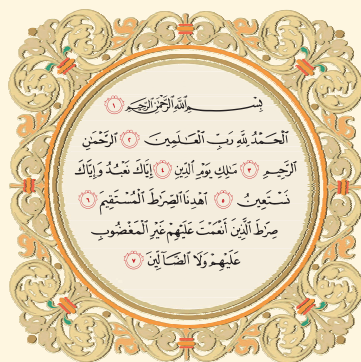 بِسْمِ ٱللَّهِ ٱلرَّحْمَٰنِ ٱلرَّحِيمِ ١
ٱلْحَمْدُ لِلَّهِ رَبِّ ٱلْعَٰلَمِينَ ٢ ٱلرَّحْمَٰنِ
ٱلرَّحِيمِ ٣ مَٰلِكِ يَوْمِ ٱلدِّينِ ٤ إِيَّاكَ نَعْبُدُ وَإِيَّاكَ
نَسْتَعِينُ ٥ ٱهْدِنَا ٱلصِّرَٰطَ ٱلْمُسْتَقِيمَ ٦
صِرَٰطَ ٱلَّذِينَ أَنْعَمْتَ عَلَيْهِمْ غَيْرِ ٱلْمَغْضُوبِ
عَلَيْهِمْ وَلَا ٱلضَّآلِّينَ ٧